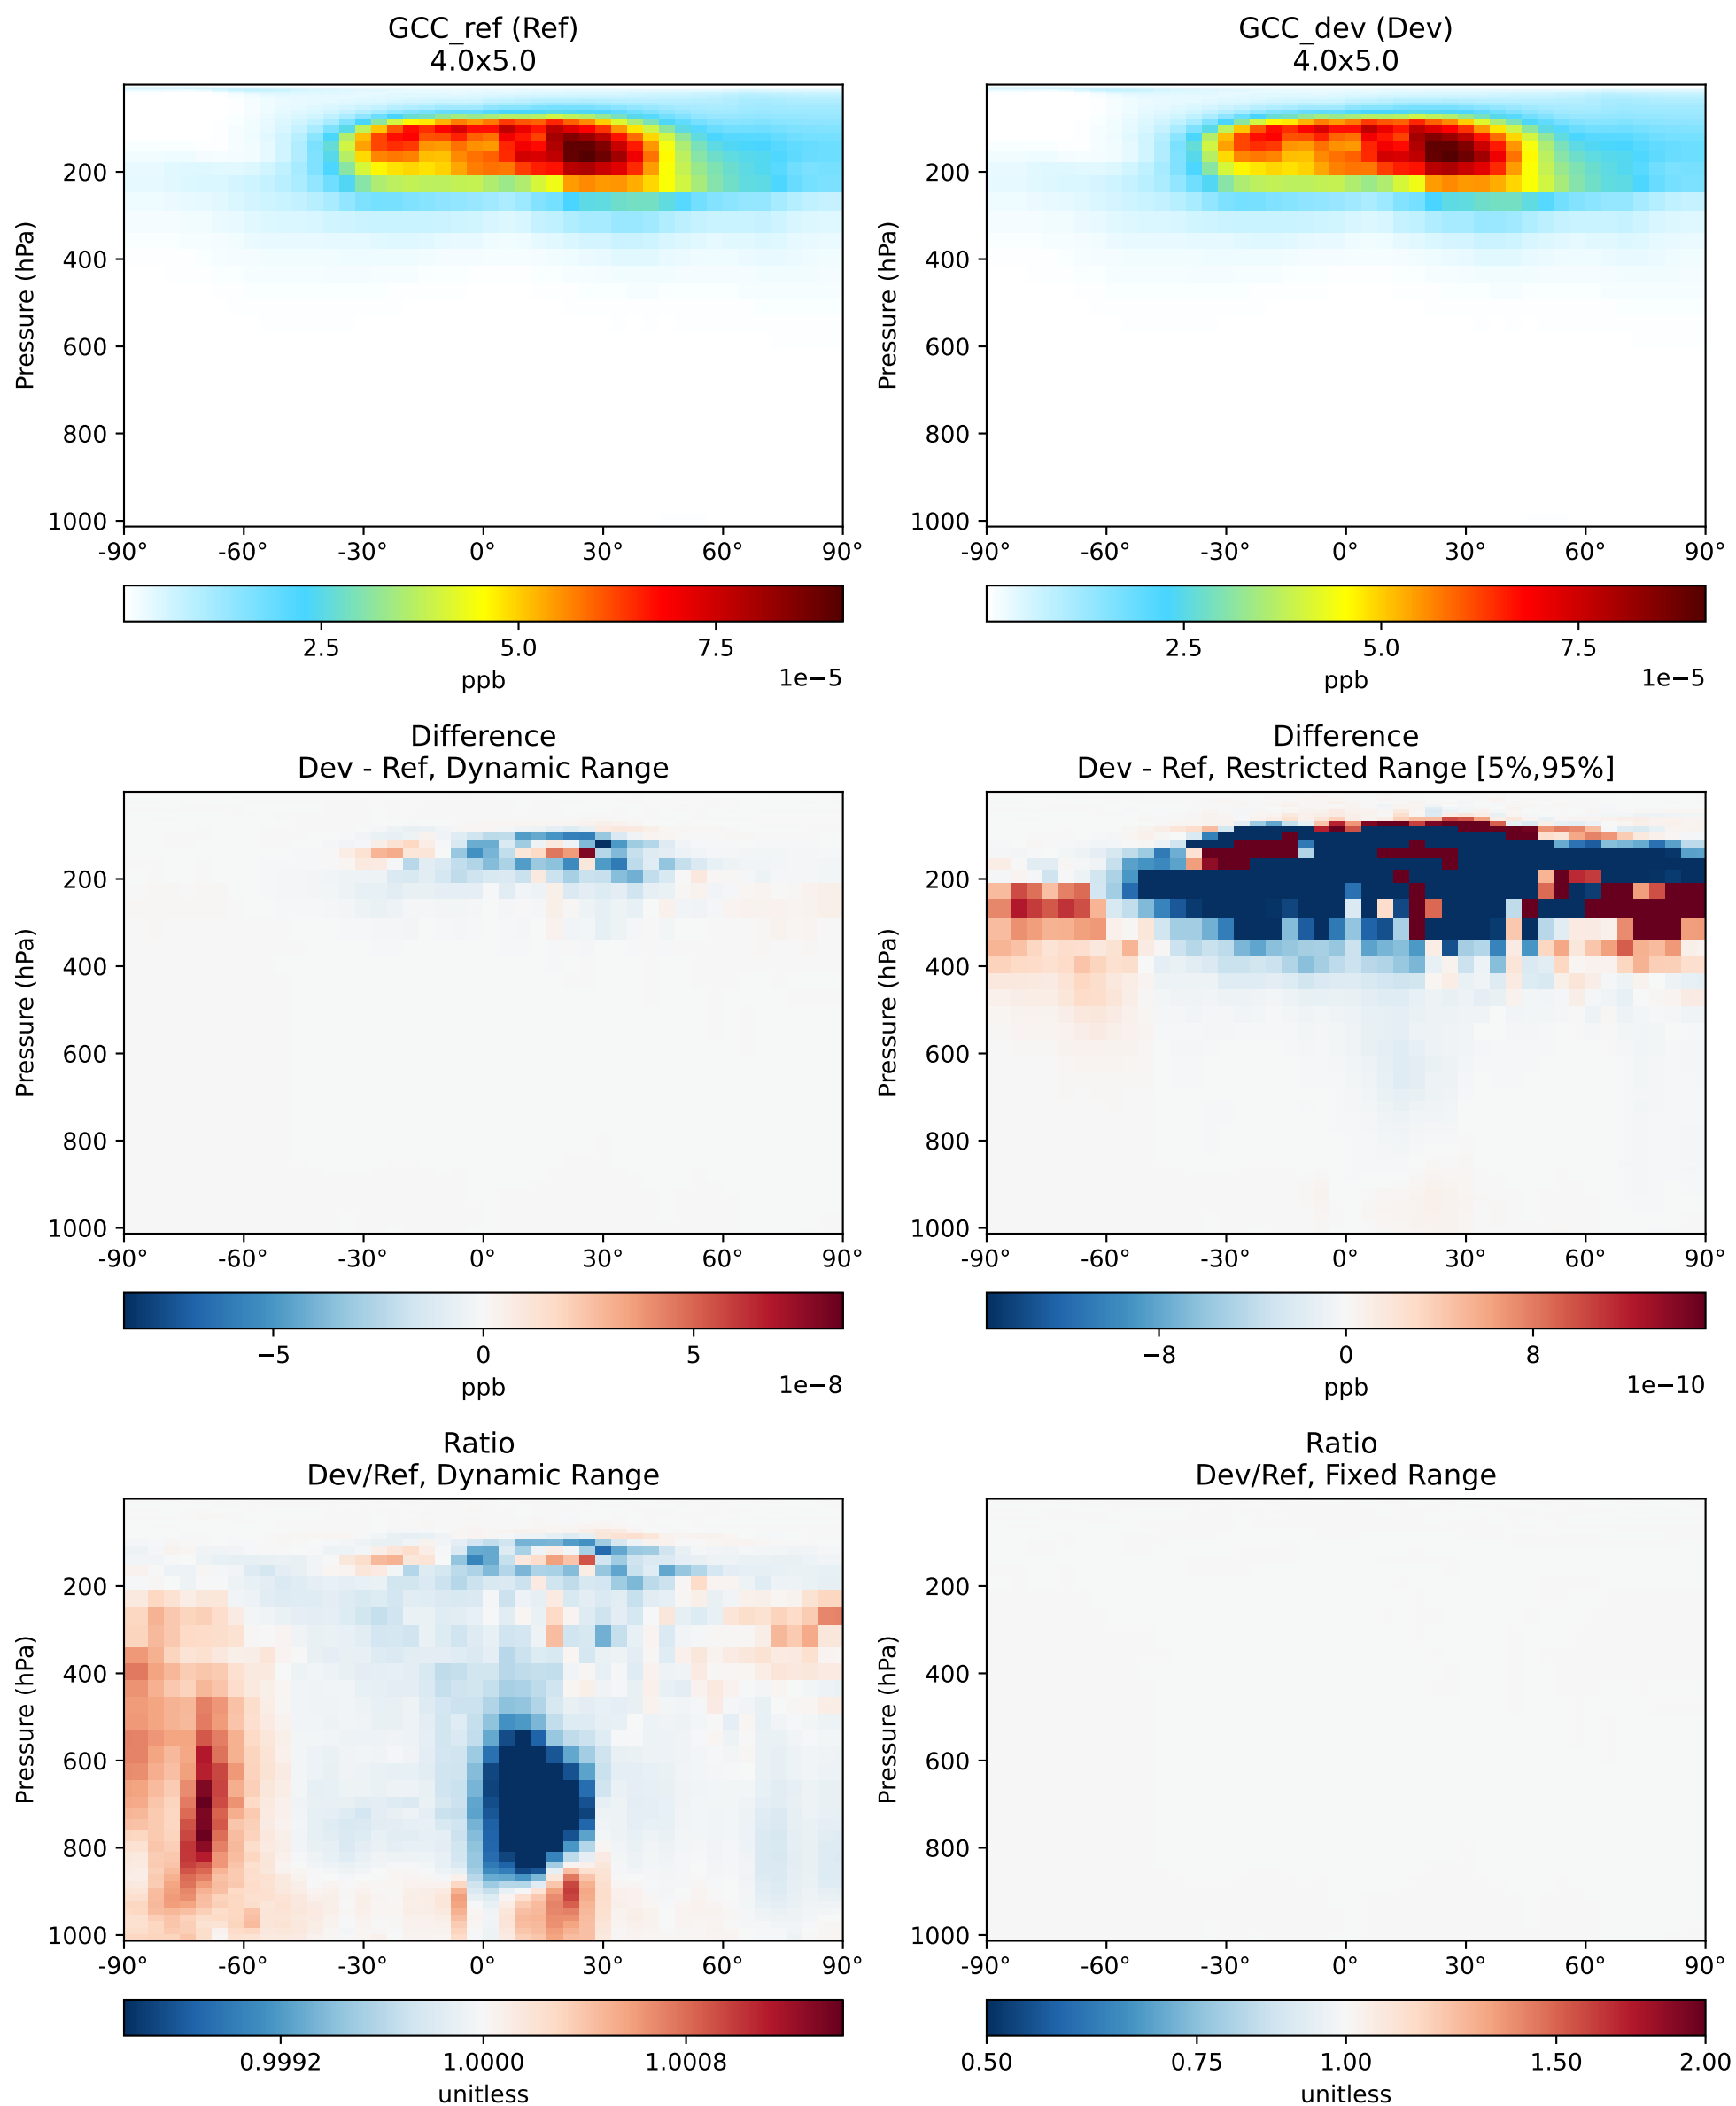 GCC_ref (Ref)
4.0x5.0
GCC_dev (Dev)
4.0x5.0
Pressure (hPa)
200
400
600
800
1000
-90° -60° -30° 0° 30° 60° 90°
2.5 5.0 7.5
ppb
1e−5
Pressure (hPa)
200
400
600
800
1000
-90° -60° -30° 0° 30° 60° 90°
2.5 5.0 7.5
ppb
1e−5
Difference
Dev - Ref, Dynamic Range
Difference
Dev - Ref, Restricted Range [5%,95%]
Pressure (hPa)
200
400
600
800
1000
-90° -60° -30° 0° 30° 60° 90°
−5 0 5
ppb
1e−8
Pressure (hPa)
200
400
600
800
1000
-90° -60° -30° 0° 30° 60° 90°
−8 0 8
ppb
1e−10
Ratio
Dev/Ref, Dynamic Range
Ratio
Dev/Ref, Fixed Range
Pressure (hPa)
200
400
600
800
1000
-90° -60° -30° 0° 30° 60° 90°
0.9992 1.0000 1.0008
unitless
Pressure (hPa)
200
400
600
800
1000
-90° -60° -30° 0° 30° 60° 90°
0.50 0.75 1.00 1.50 2.00
unitless